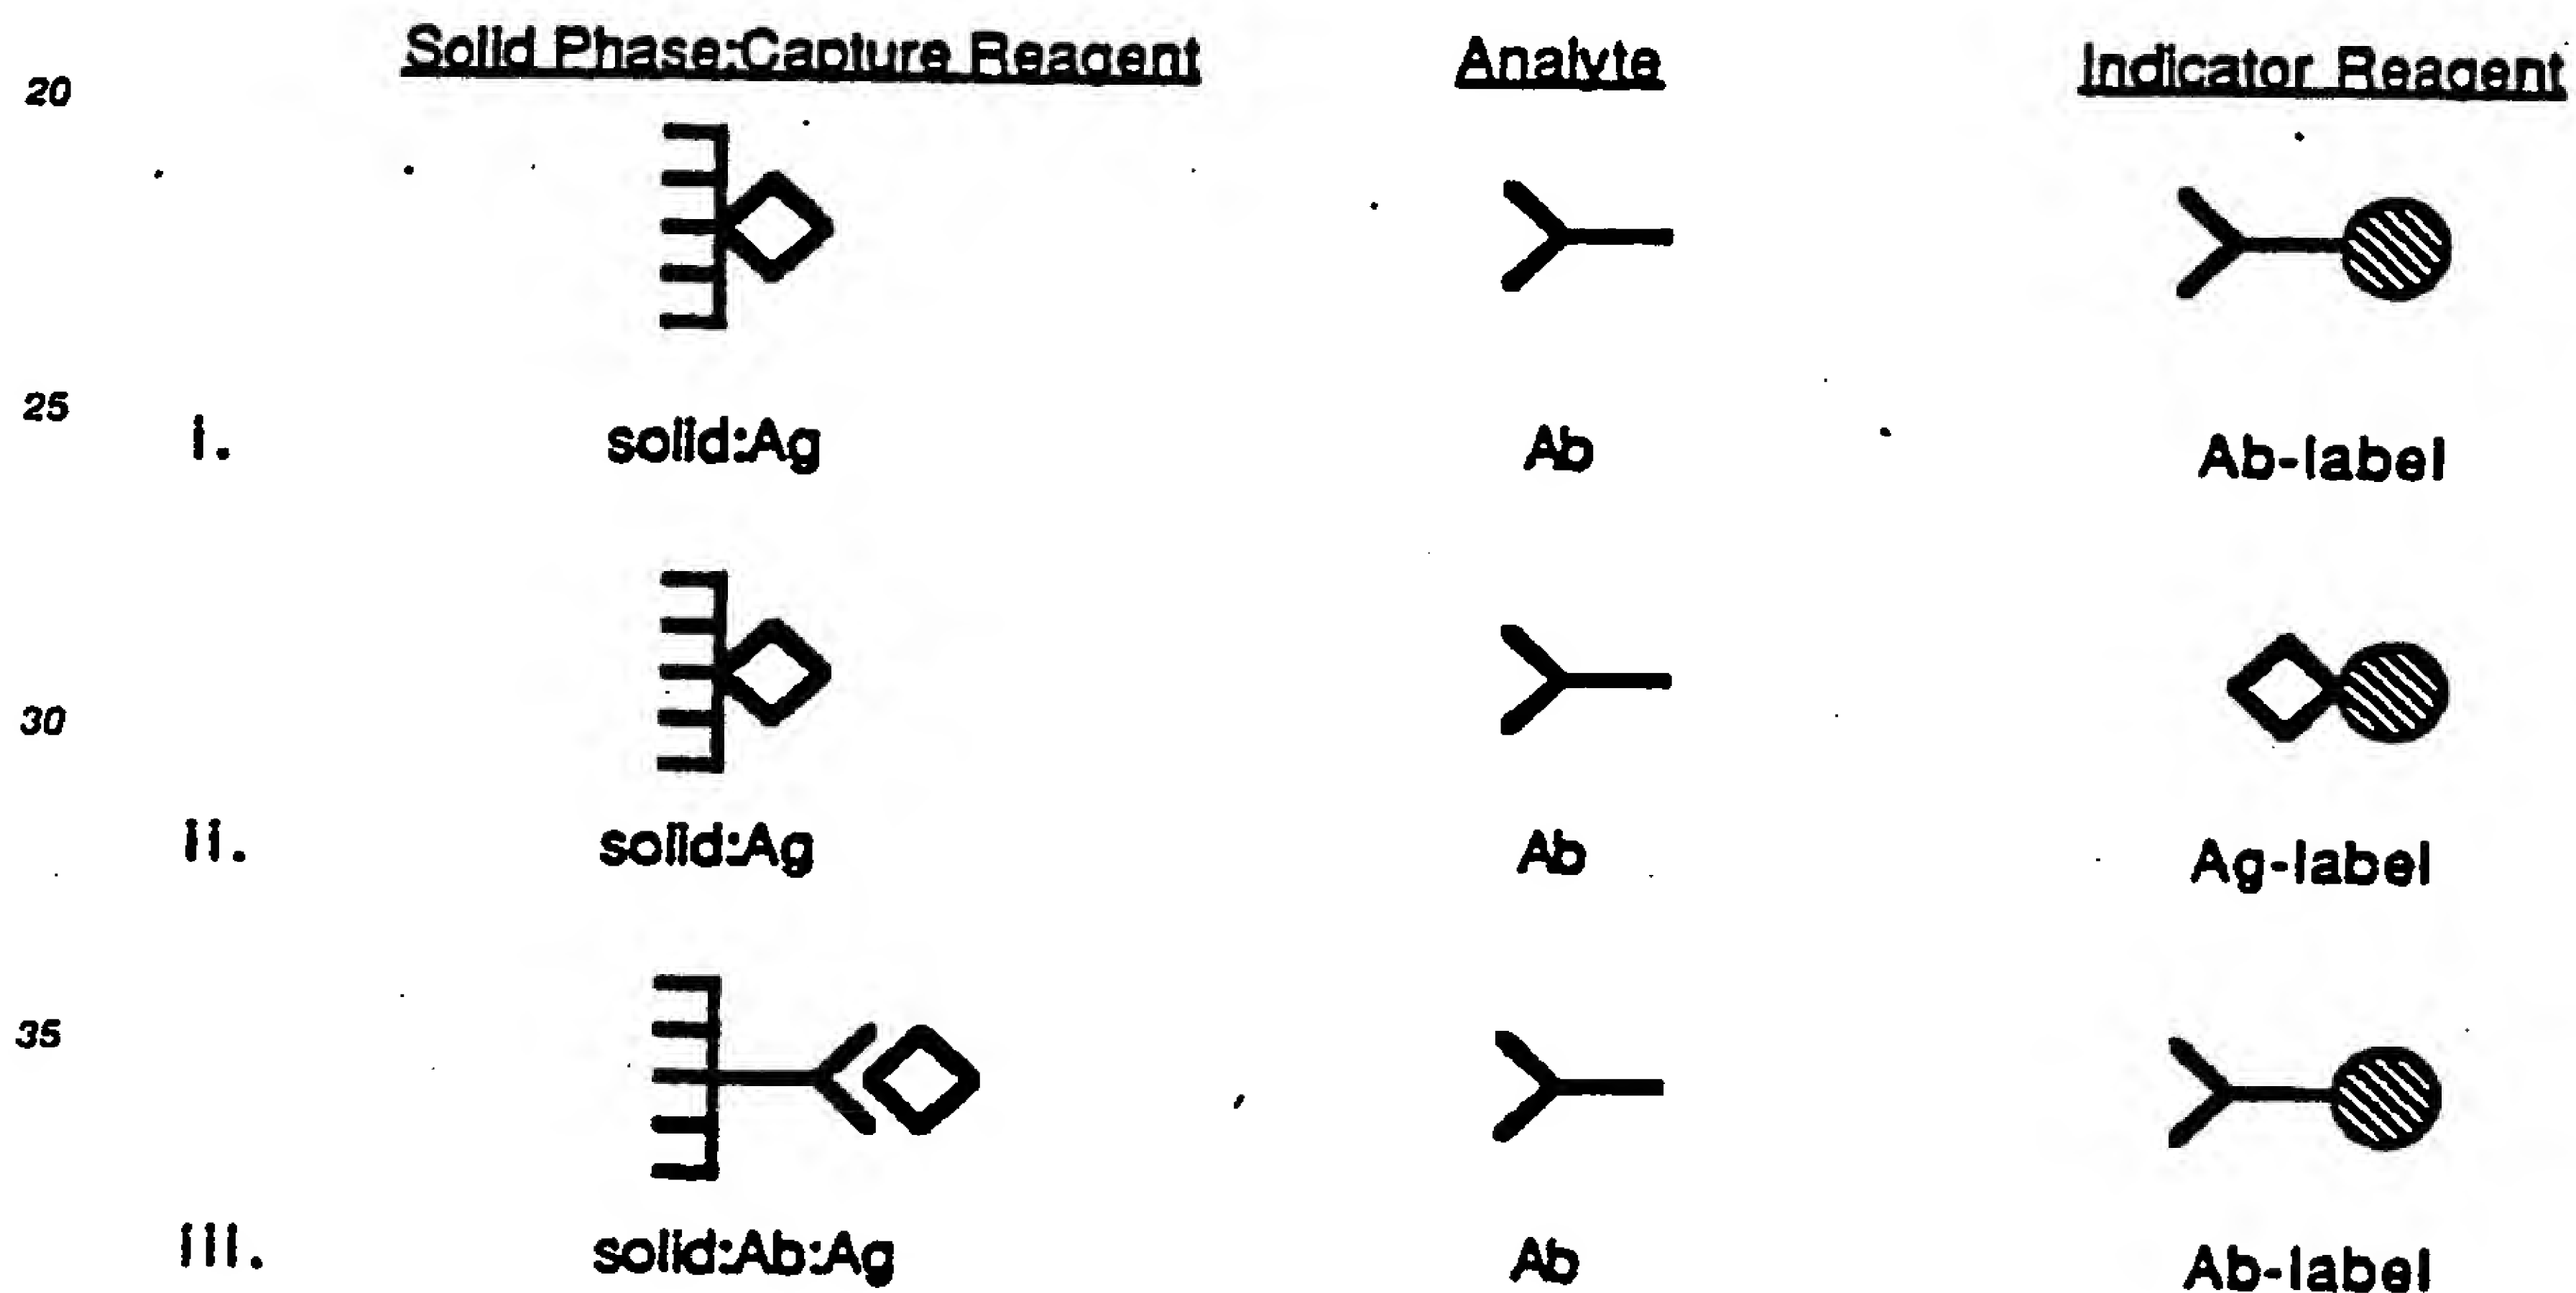 Solid Phase:Capture Reagent Analyte Indicator Reagent
20
25
i. solid:Ag Ab Ab-label
30
ii. solid:Ag Ab Ag-label
35
iii. solid:Ab:Ag Ab Ab-label